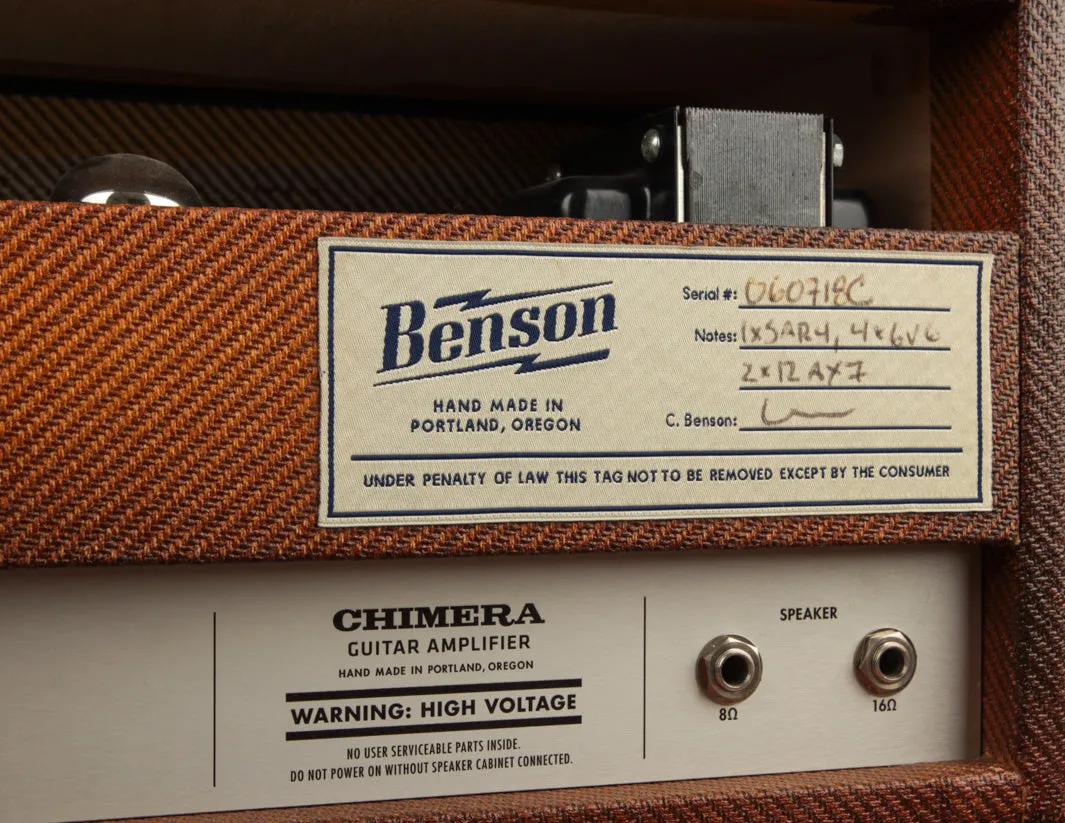 Benson
HAND MADE IN
PORTLAND, OREGON
Serial #: 060718C
Notes: 1x5AR4, 4x6V6
2x12AX7
C. Benson:
UNDER PENALTY OF LAW THIS TAG NOT TO BE REMOVED EXCEPT BY THE CONSUMER
CHIMERA
GUITAR AMPLIFIER
HAND MADE IN PORTLAND, OREGON
WARNING: HIGH VOLTAGE
NO USER SERVICEABLE PARTS INSIDE.
DO NOT POWER ON WITHOUT SPEAKER CABINET CONNECTED.
SPEAKER
8Ω
16Ω